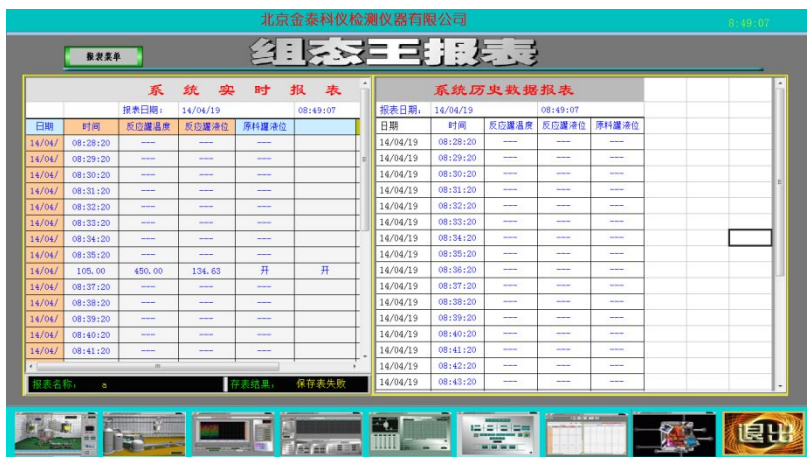 北京金泰科仪检测仪器有限公司
8:49:07
报表菜单
组态王报表
系统实时报表
报表日期： 14/04/19 08:49:07
日期 时间 反应罐温度 反应罐液位 原料罐液位
14/04/ 08:28:20 --- --- ---
14/04/ 08:29:20 --- --- ---
14/04/ 08:30:20 --- --- ---
14/04/ 08:31:20 --- --- ---
14/04/ 08:32:20 --- --- ---
14/04/ 08:33:20 --- --- ---
14/04/ 08:34:20 --- --- ---
14/04/ 08:35:20 --- --- ---
14/04/ 105.00 450.00 134.63 开 开
14/04/ 08:37:20 --- --- ---
14/04/ 08:38:20 --- --- ---
14/04/ 08:39:20 --- --- ---
14/04/ 08:40:20 --- --- ---
14/04/ 08:41:20 --- --- ---
报表名称： a 存表结果： 保存表失败
系统历史数据报表
报表日期： 14/04/19 08:49:07
日期 时间 反应罐温度 反应罐液位 原料罐液位
14/04/19 08:28:20 --- --- ---
14/04/19 08:29:20 --- --- ---
14/04/19 08:30:20 --- --- ---
14/04/19 08:31:20 --- --- ---
14/04/19 08:32:20 --- --- ---
14/04/19 08:33:20 --- --- ---
14/04/19 08:34:20 --- --- ---
14/04/19 08:35:20 --- --- ---
14/04/19 08:36:20 --- --- ---
14/04/19 08:37:20 --- --- ---
14/04/19 08:38:20 --- --- ---
14/04/19 08:39:20 --- --- ---
14/04/19 08:40:20 --- --- ---
14/04/19 08:41:20 --- --- ---
14/04/19 08:42:20 --- --- ---
14/04/19 08:43:20 --- --- ---
退出